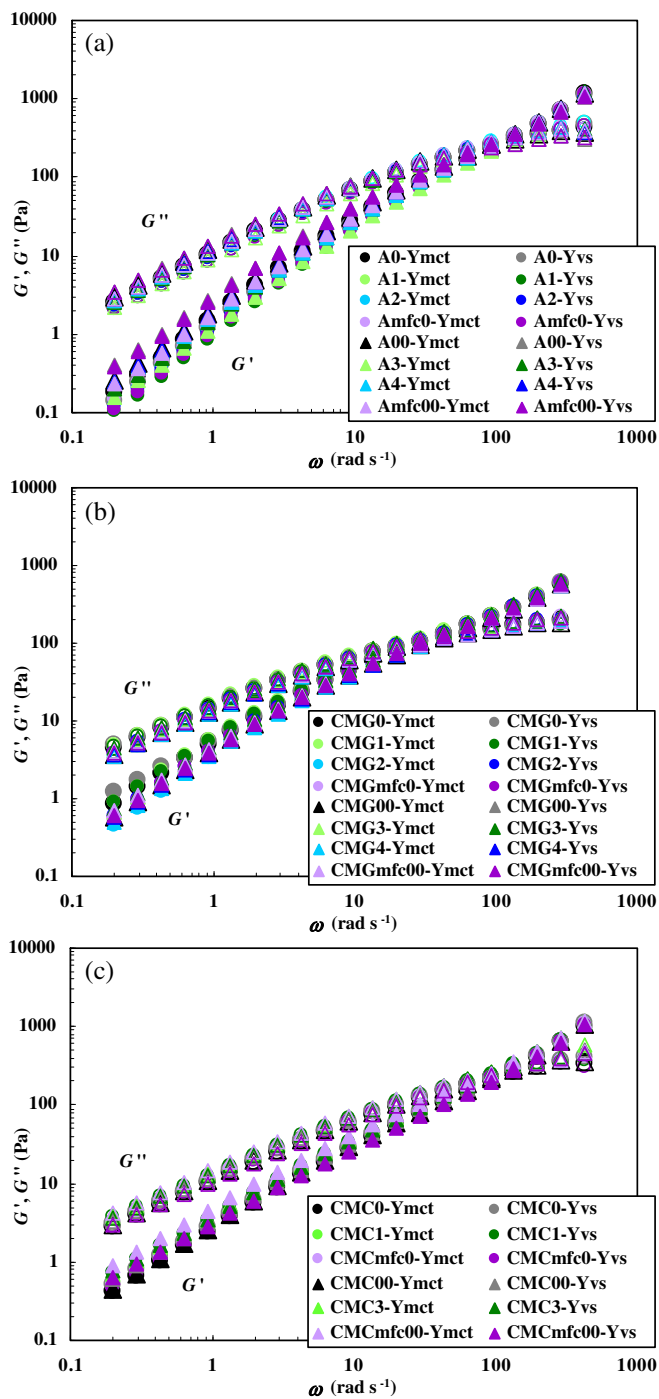 (a)
10000
1000
100
10
1
0.1
G', G'' (Pa)
G''
G'
A0-Ymct A0-Yvs
A1-Ymct A1-Yvs
A2-Ymct A2-Yvs
Amfc0-Ymct Amfc0-Yvs
A00-Ymct A00-Yvs
A3-Ymct A3-Yvs
A4-Ymct A4-Yvs
Amfc00-Ymct Amfc00-Yvs
0.1 1 10 100 1000
ω (rad s⁻¹)
(b)
10000
1000
100
10
1
0.1
G', G'' (Pa)
G''
G'
CMG0-Ymct CMG0-Yvs
CMG1-Ymct CMG1-Yvs
CMG2-Ymct CMG2-Yvs
CMGmfc0-Ymct CMGmfc0-Yvs
CMG00-Ymct CMG00-Yvs
CMG3-Ymct CMG3-Yvs
CMG4-Ymct CMG4-Yvs
CMGmfc00-Ymct CMGmfc00-Yvs
0.1 1 10 100 1000
ω (rad s⁻¹)
(c)
10000
1000
100
10
1
0.1
G', G'' (Pa)
G''
G'
CMC0-Ymct CMC0-Yvs
CMC1-Ymct CMC1-Yvs
CMCmfc0-Ymct CMCmfc0-Yvs
CMC00-Ymct CMC00-Yvs
CMC3-Ymct CMC3-Yvs
CMCmfc00-Ymct CMCmfc00-Yvs
0.1 1 10 100 1000
ω (rad s⁻¹)